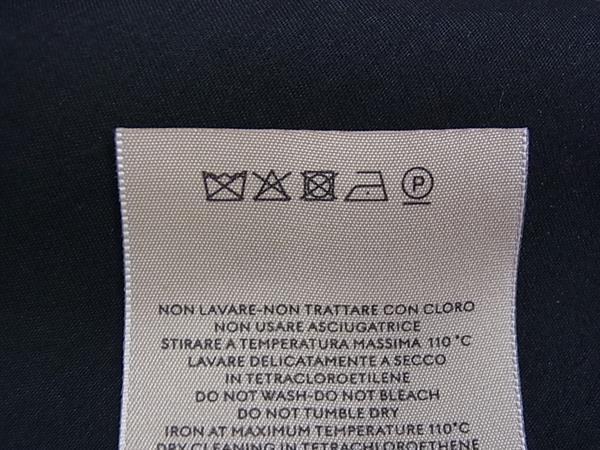 P
NON LAVARE-NON TRATTARE CON CLORO
NON USARE ASCIUGATRICE
STIRARE A TEMPERATURA MASSIMA 110 °C
LAVARE DELICATAMENTE A SECCO
IN TETRACLOROETILENE
DO NOT WASH-DO NOT BLEACH
DO NOT TUMBLE DRY
IRON AT MAXIMUM TEMPERATURE 110°C
DRY CLEANING IN TETRACHLOROETHENE